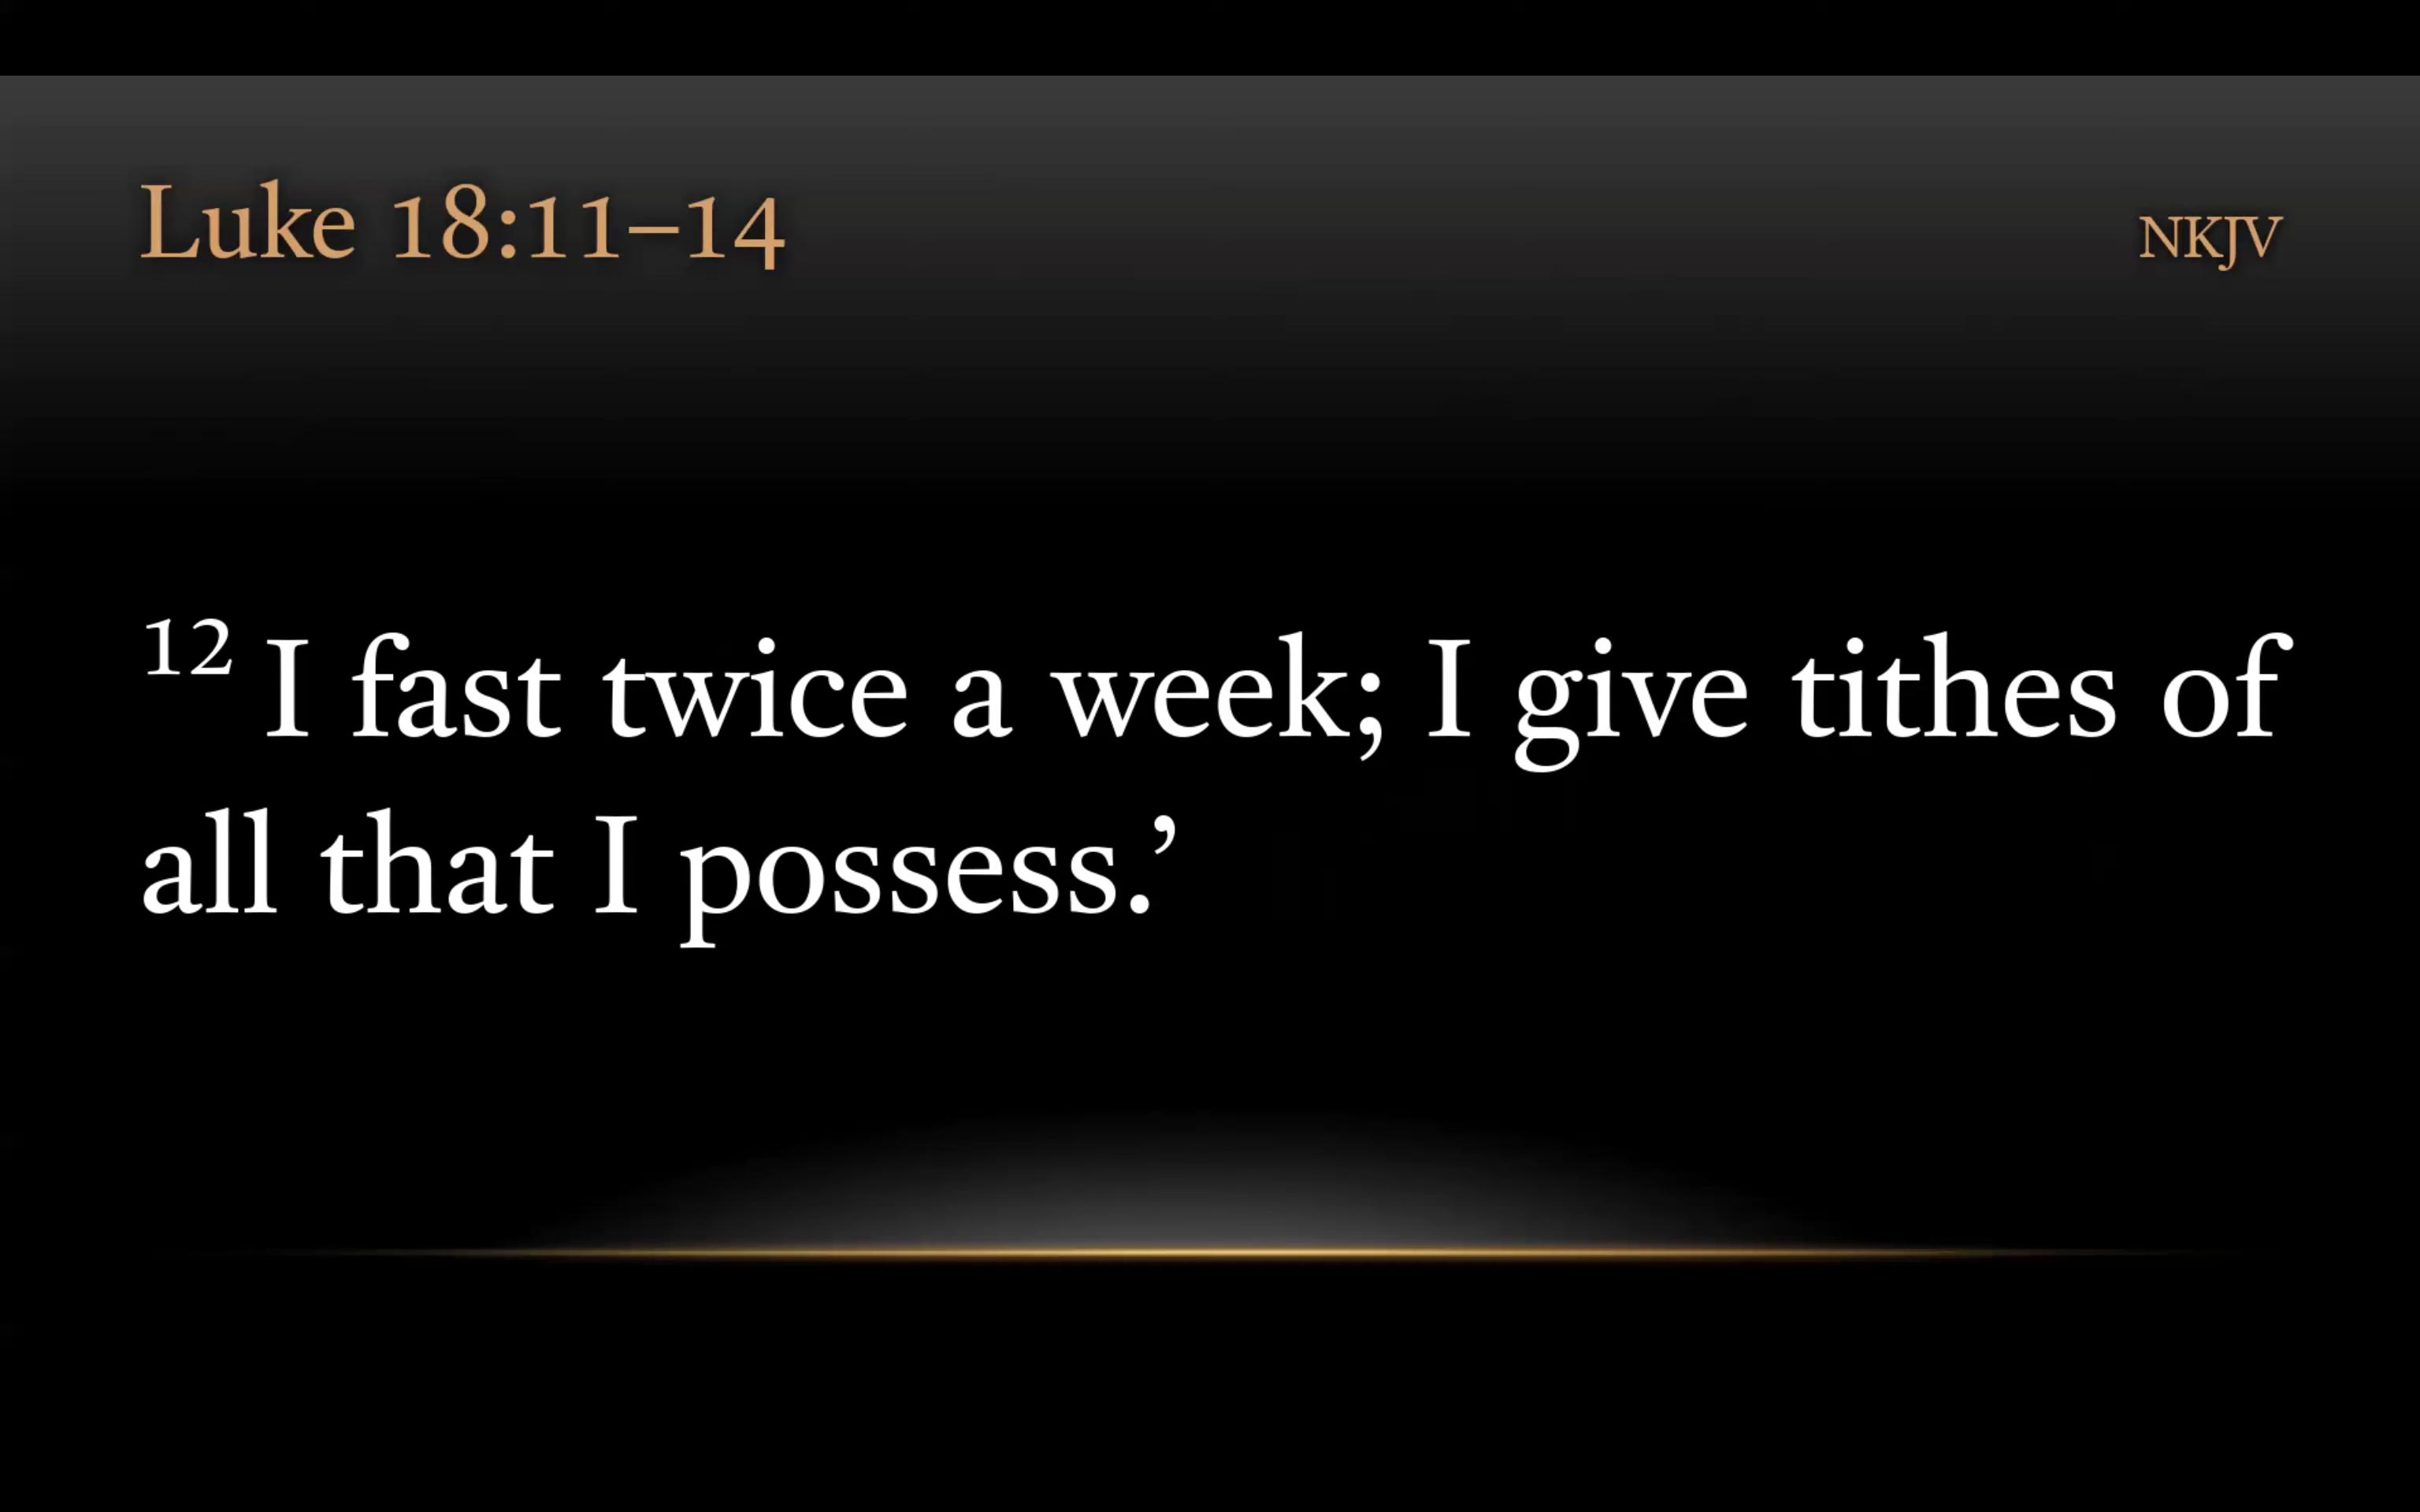 Luke 18:11–14
NKJV
12 I fast twice a week; I give tithes of
all that I possess.’